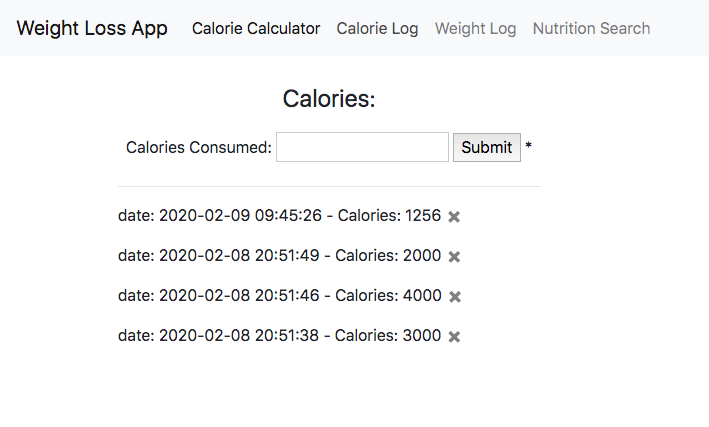 Weight Loss App Calorie Calculator Calorie Log Weight Log Nutrition Search
Calories:
Calories Consumed: Submit *
date: 2020-02-09 09:45:26 - Calories: 1256 ✖
date: 2020-02-08 20:51:49 - Calories: 2000 ✖
date: 2020-02-08 20:51:46 - Calories: 4000 ✖
date: 2020-02-08 20:51:38 - Calories: 3000 ✖